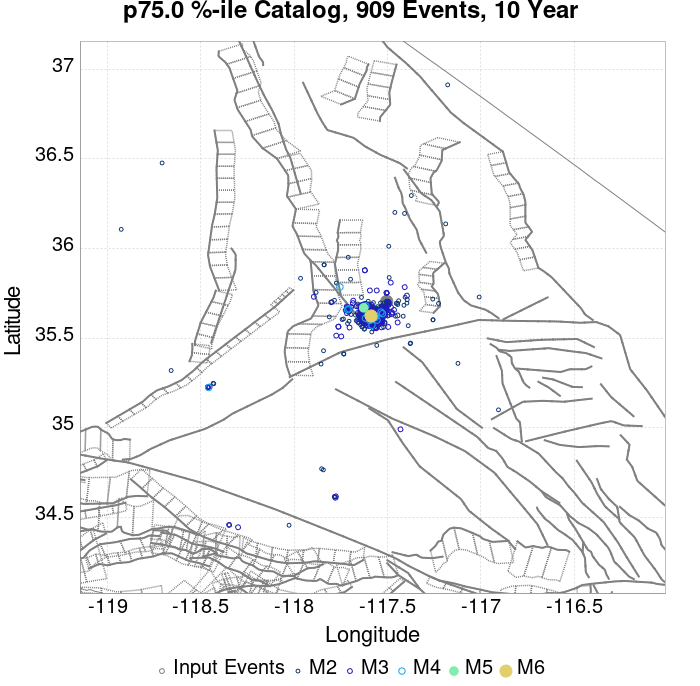 p75.0 %-ile Catalog, 909 Events, 10 Year
37
36.5
36
35.5
35
34.5
Latitude
-119 -118.5 -118 -117.5 -117 -116.5
Longitude
Input Events M2 M3 M4 M5 M6